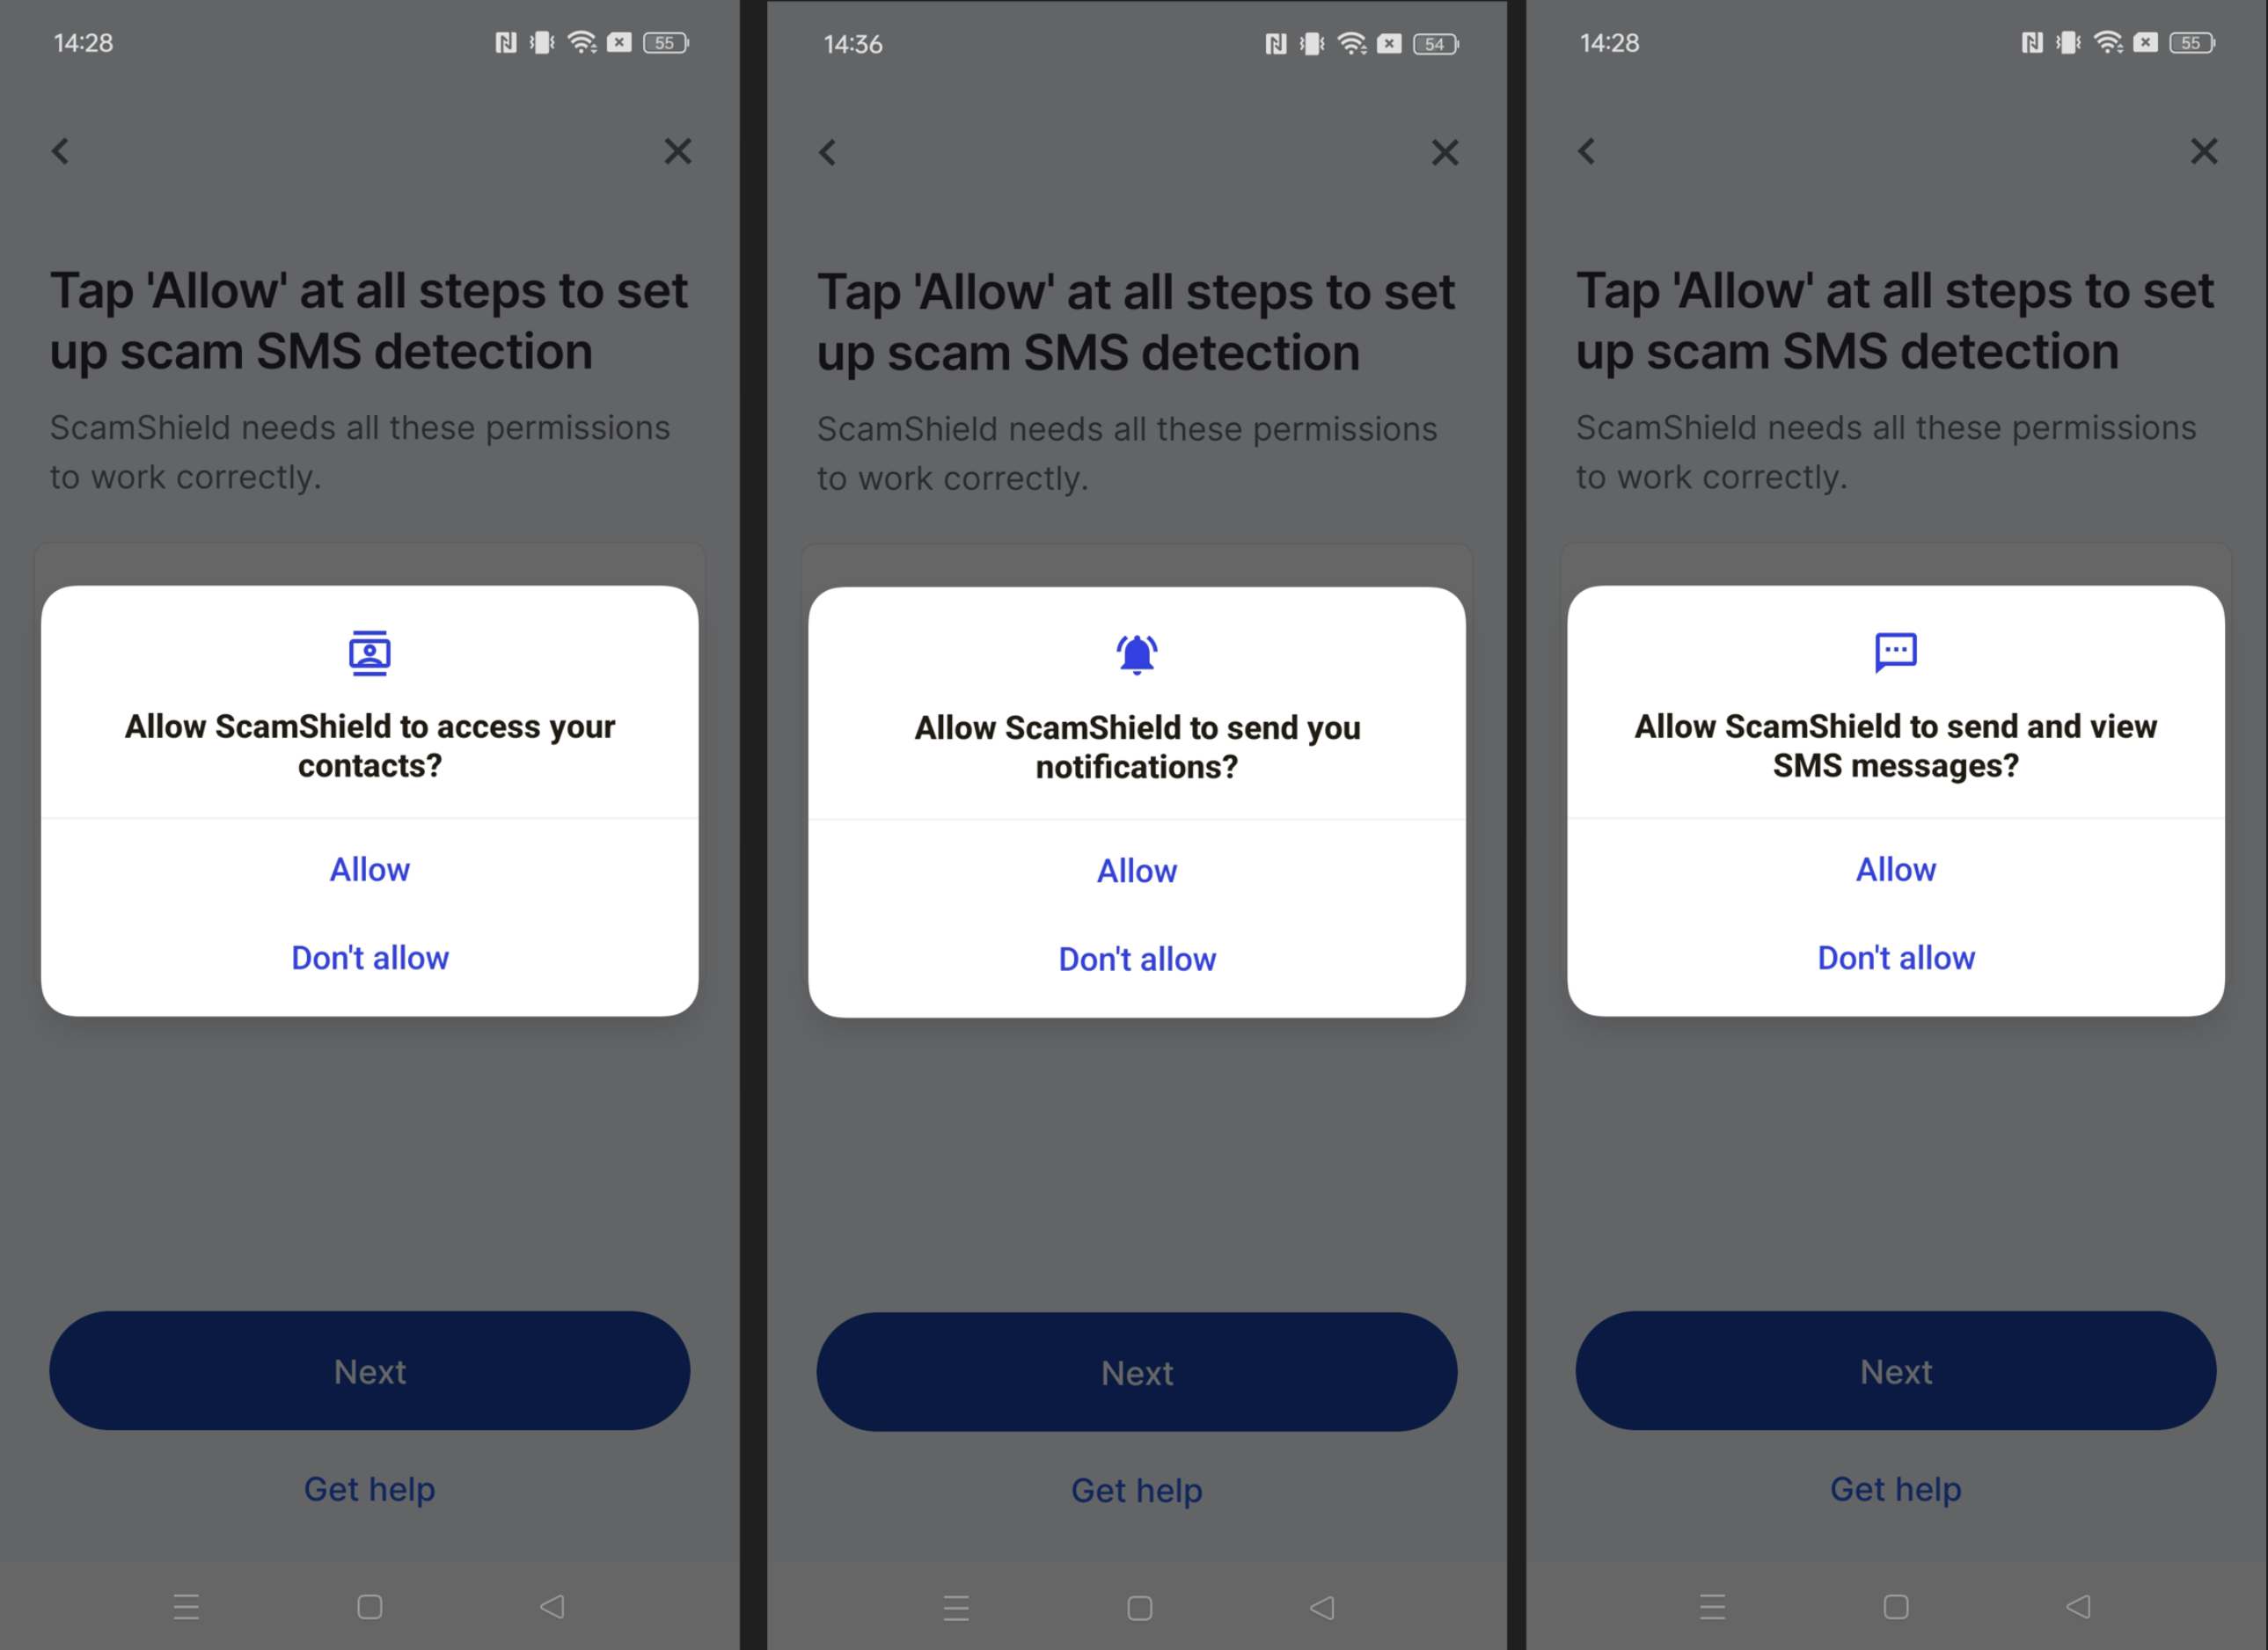 14:28
55
Tap 'Allow' at all steps to set
up scam SMS detection
ScamShield needs all these permissions
to work correctly.
Allow ScamShield to access your
contacts?
Allow
Don't allow
Next
Get help
14:36
54
Tap 'Allow' at all steps to set
up scam SMS detection
ScamShield needs all these permissions
to work correctly.
Allow ScamShield to send you
notifications?
Allow
Don't allow
Next
Get help
14:28
55
Tap 'Allow' at all steps to set
up scam SMS detection
ScamShield needs all these permissions
to work correctly.
Allow ScamShield to send and view
SMS messages?
Allow
Don't allow
Next
Get help